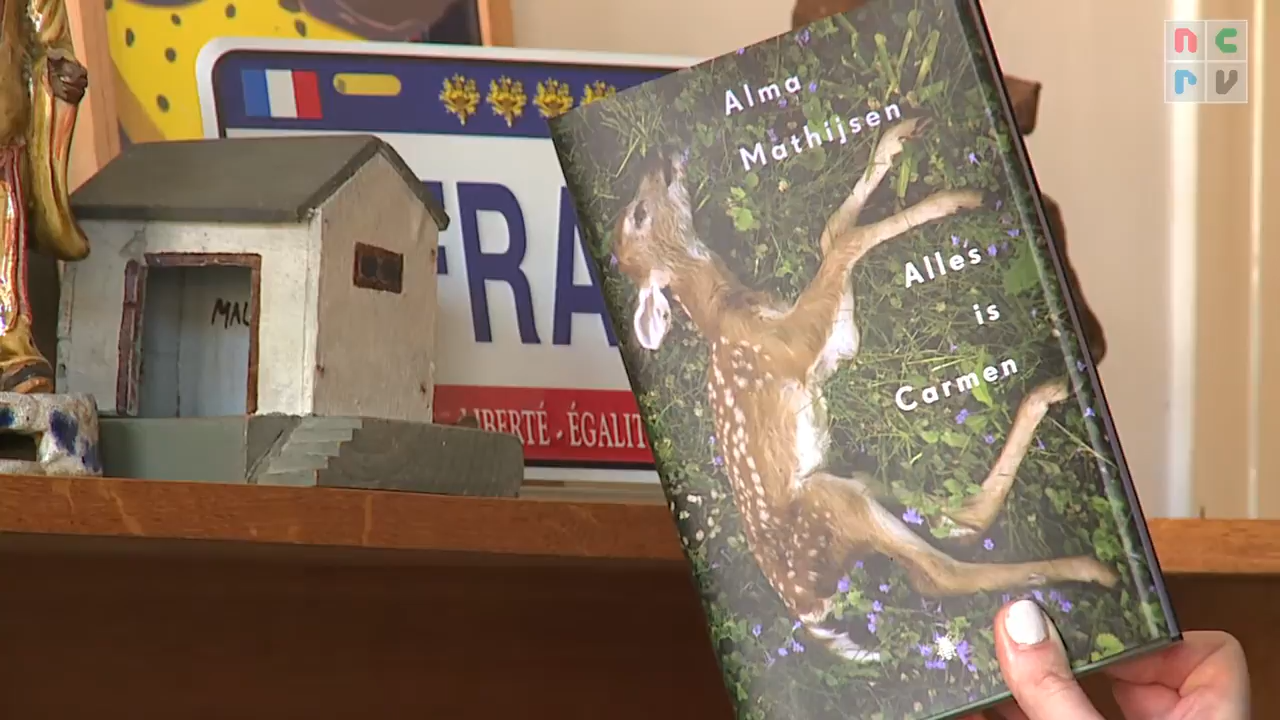 Alma
Mathijsen
Alles
is
Carmen
FRA
LIBERTÉ - ÉGALIT
MAL
NCRV